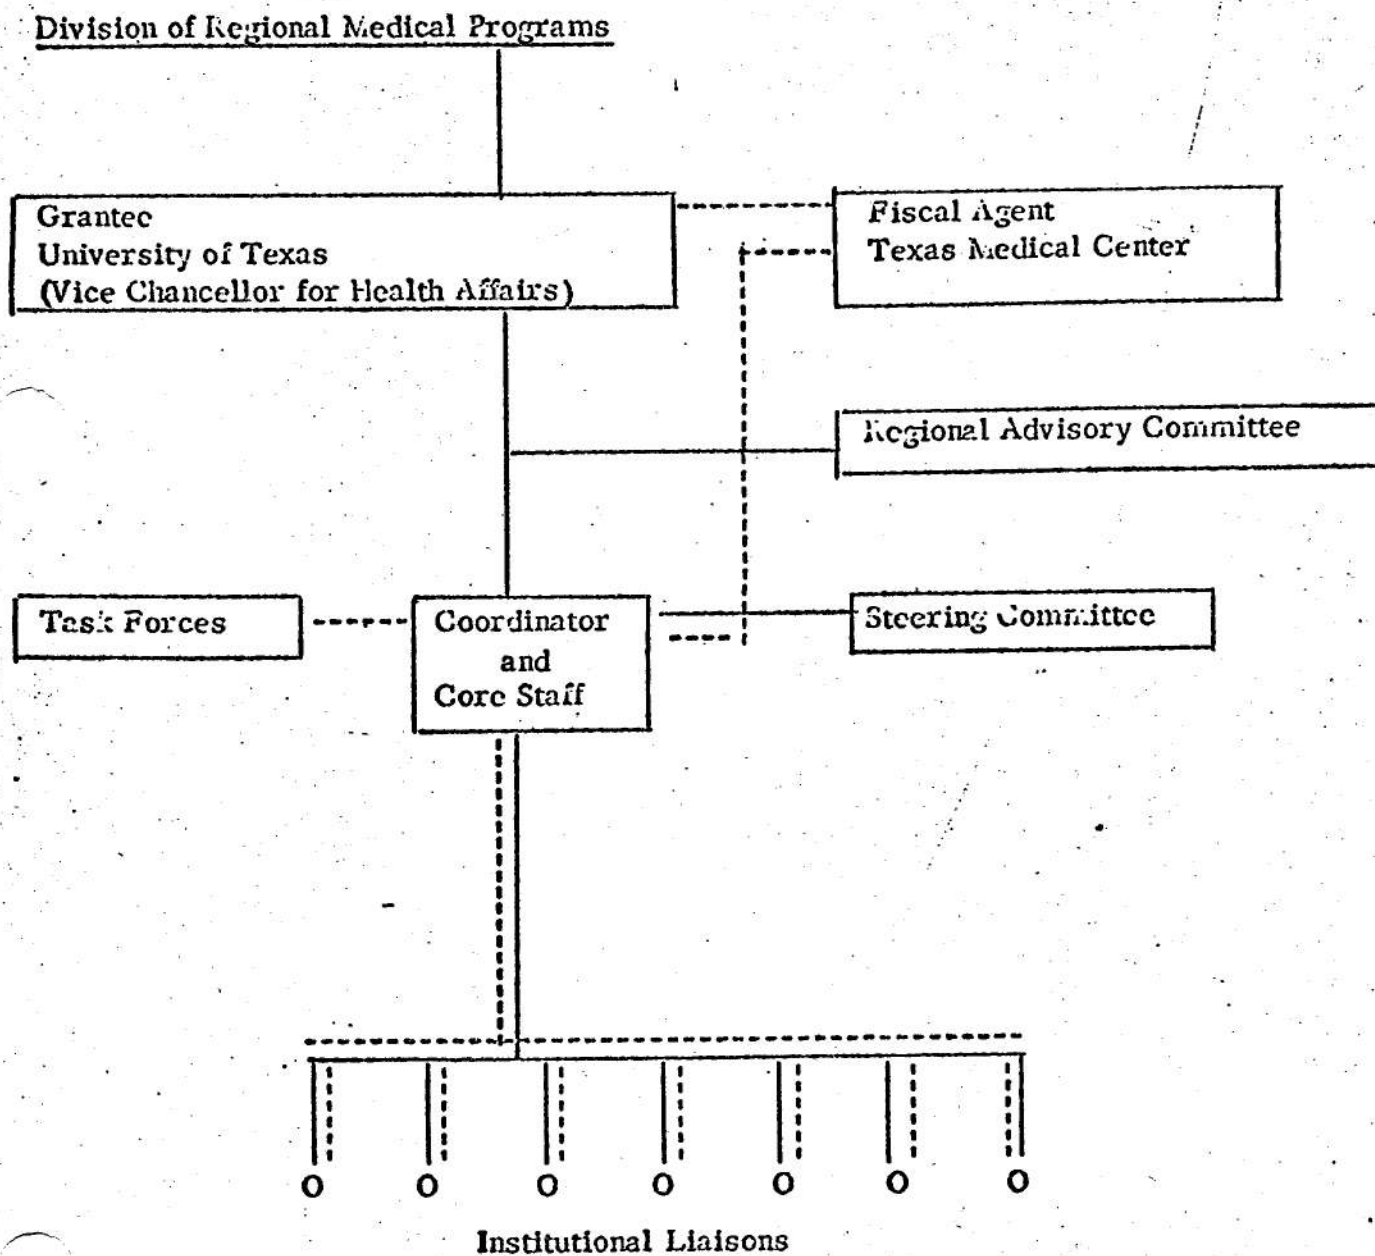 Division of Regional Medical Programs
Grantee
University of Texas
(Vice Chancellor for Health Affairs)
Fiscal Agent
Texas Medical Center
Regional Advisory Committee
Task Forces
Coordinator
and
Core Staff
Steering Committee
O O O O O O O
Institutional Liaisons